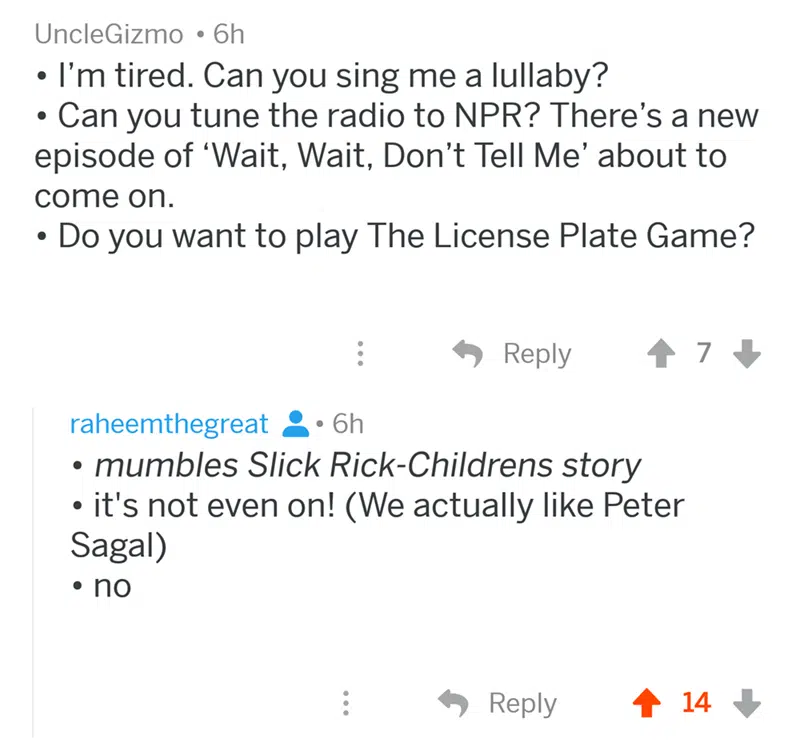 UncleGizmo • 6h
• I’m tired. Can you sing me a lullaby?
• Can you tune the radio to NPR? There’s a new
episode of ‘Wait, Wait, Don’t Tell Me’ about to
come on.
• Do you want to play The License Plate Game?
Reply 7
raheemthegreat • 6h
• mumbles Slick Rick-Childrens story
• it's not even on! (We actually like Peter
Sagal)
• no
Reply 14